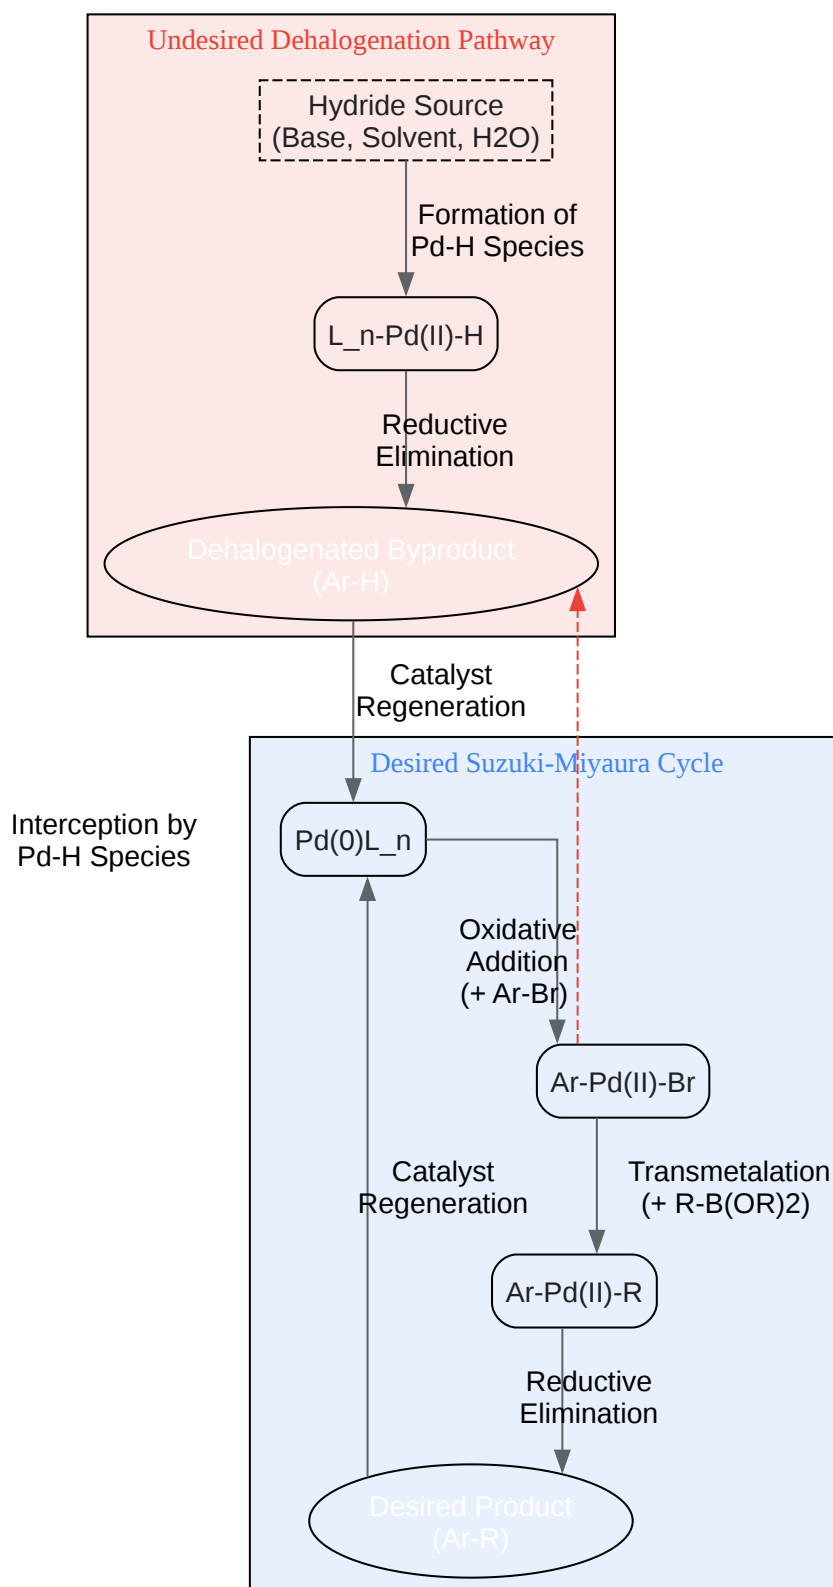 Undesired Dehalogenation Pathway
Hydride Source
(Base, Solvent, H2O)
Formation of
Pd-H Species
L_n-Pd(II)-H
Reductive
Elimination
Dehalogenated Byproduct
(Ar-H)
Catalyst
Regeneration
Desired Suzuki-Miyaura Cycle
Interception by
Pd-H Species
Pd(0)L_n
Oxidative
Addition
(+ Ar-Br)
Ar-Pd(II)-Br
Catalyst
Regeneration
Transmetalation
(+ R-B(OR)2)
Ar-Pd(II)-R
Reductive
Elimination
Desired Product
(Ar-R)